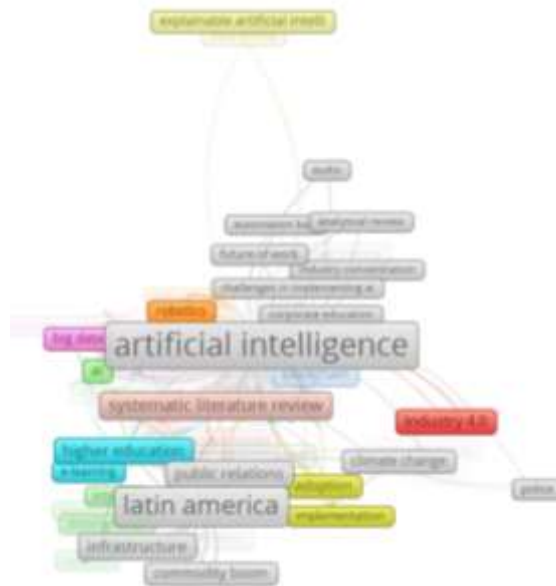 explainable artificial intelli
audits
analytical review
future of work
industry concentration
challenges in implementing ai
corporate education
robotics
big data
artificial intelligence
ai
systematic literature review
industry 4.0
higher education
e-learning
public relations
climate change
adoption
police
latin america
implementation
infrastructure
commodity boom